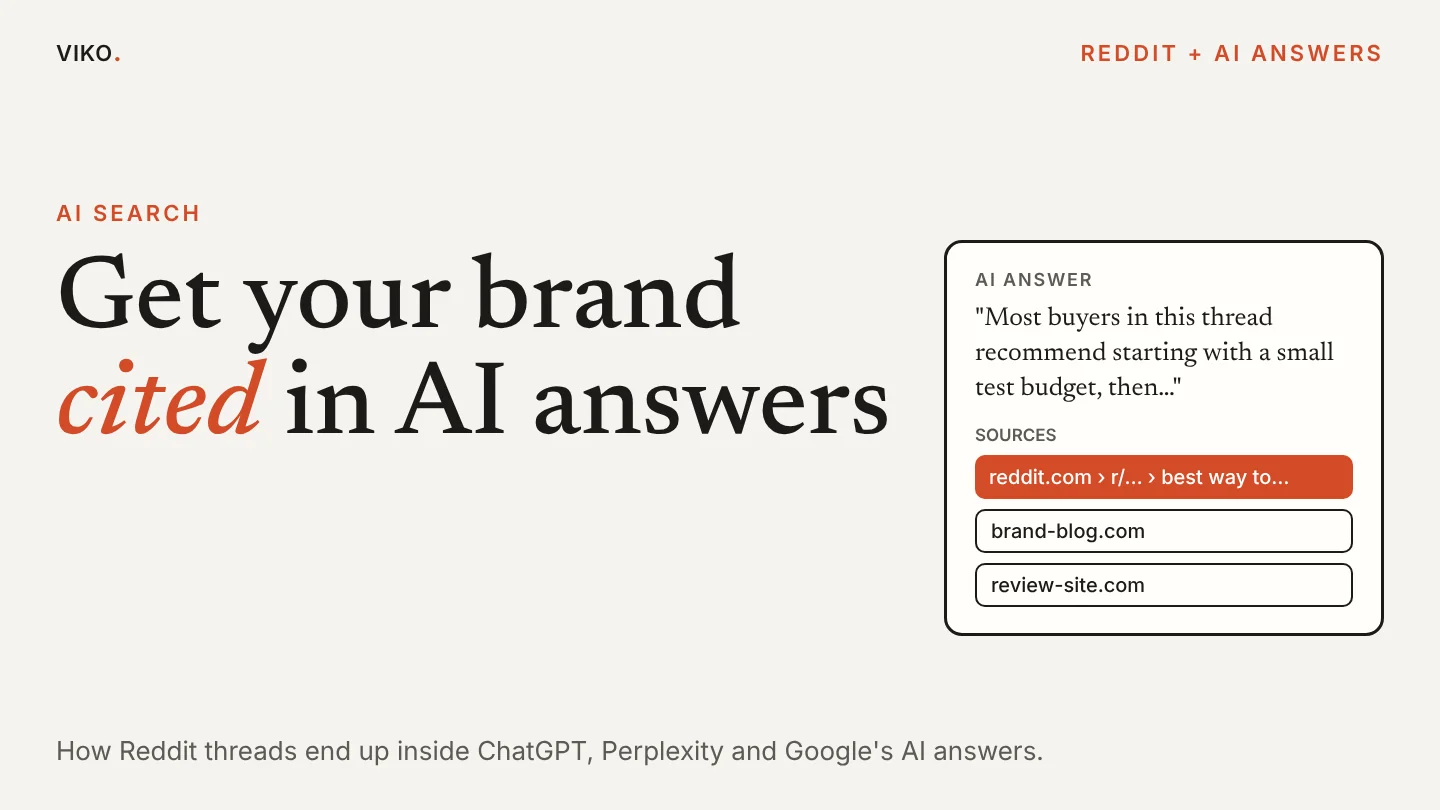 VIKO.
REDDIT + AI ANSWERS
AI SEARCH
Get your brand
cited in AI answers
AI ANSWER
"Most buyers in this thread
recommend starting with a small
test budget, then..."
SOURCES
reddit.com › r/... › best way to...
brand-blog.com
review-site.com
How Reddit threads end up inside ChatGPT, Perplexity and Google's AI answers.